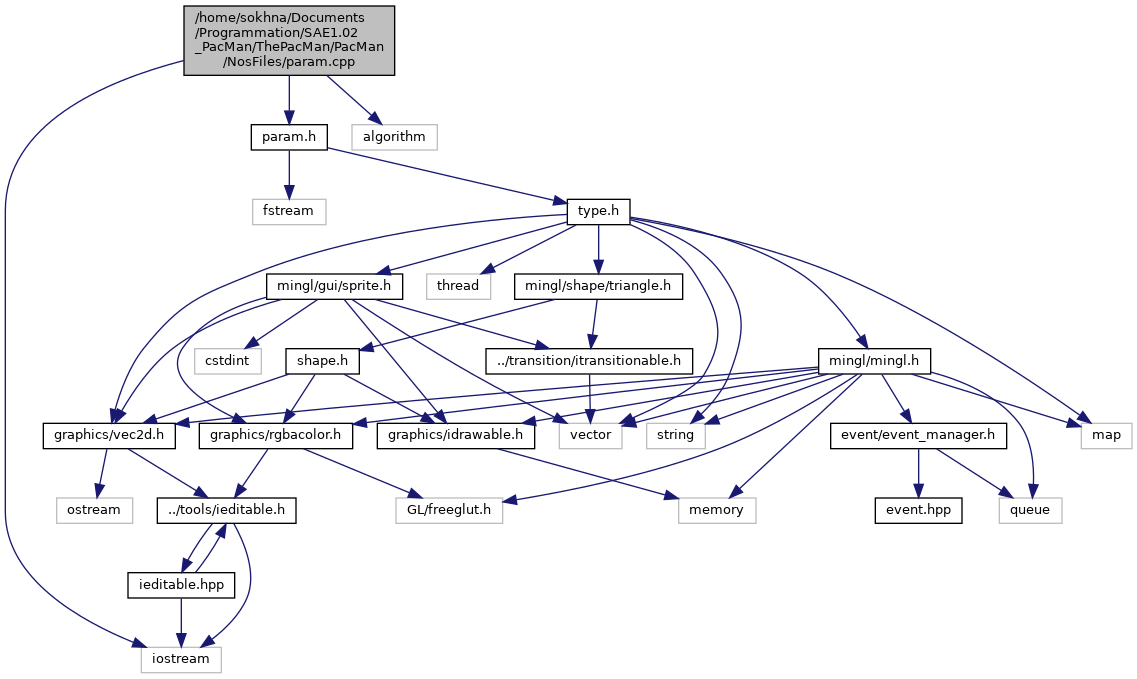 /home/sokhna/Documents
/Programmation/SAE1.02
_PacMan/ThePacMan/PacMan
/NosFiles/param.cpp
param.h
algorithm
fstream
type.h
mingl/gui/sprite.h
thread
mingl/shape/triangle.h
cstdint
shape.h
../transition/itransitionable.h
mingl/mingl.h
graphics/vec2d.h
graphics/rgbacolor.h
graphics/idrawable.h
vector
string
event/event_manager.h
map
ostream
../tools/ieditable.h
GL/freeglut.h
memory
event.hpp
queue
ieditable.hpp
iostream